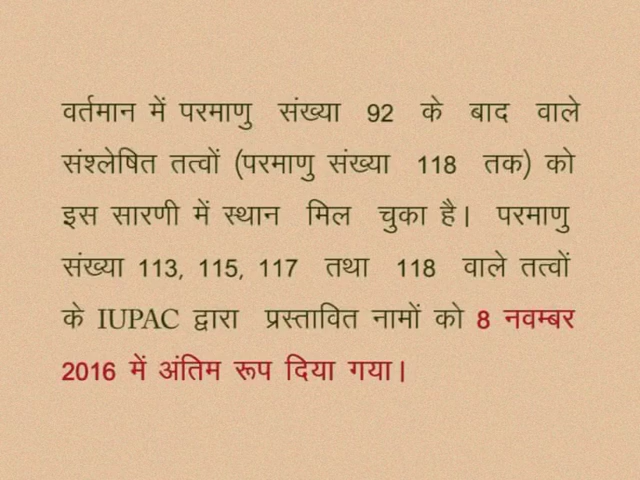 वर्तमान में परमाणु संख्या 92 के बाद वाले
संश्लेषित तत्वों (परमाणु संख्या 118 तक) को
इस सारणी में स्थान मिल चुका है। परमाणु
संख्या 113, 115, 117 तथा 118 वाले तत्वों
के IUPAC द्वारा प्रस्तावित नामों को 8 नवम्बर
2016 में अंतिम रूप दिया गया।